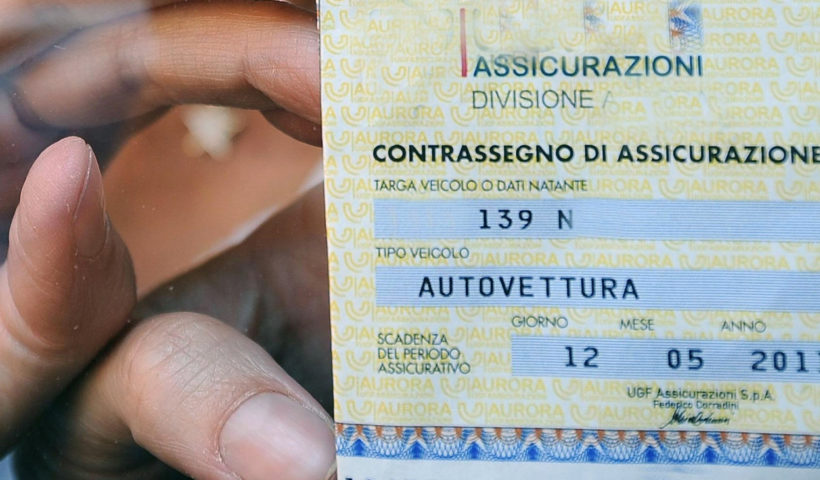 ASSICURAZIONI
DIVISIONE
CONTRASSEGNO DI ASSICURAZIONE
TARGA VEICOLO O DATI NATANTE
139 N
TIPO VEICOLO
AUTOVETTURA
GIORNO MESE ANNO
SCADENZA
DEL PERIODO
ASSICURATIVO
12 05 201
UGF Assicurazioni S.p.A.
Federico Corradini